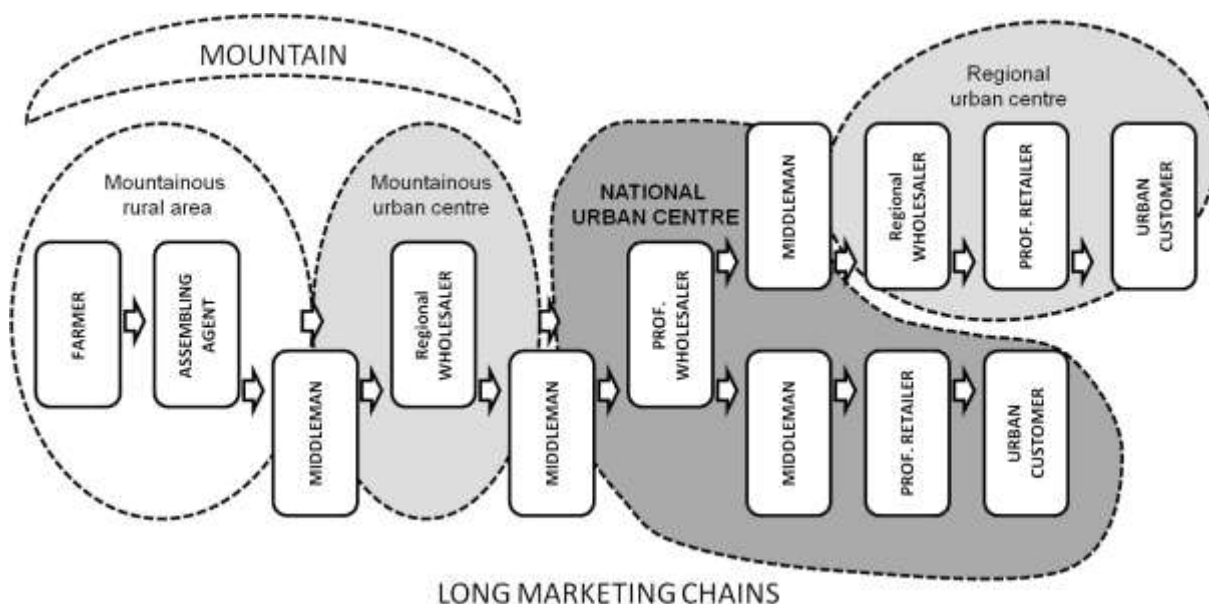 MOUNTAIN
Mountainous
rural area
FARMER
ASSEMBLING
AGENT
MIDDLEMAN
Mountainous
urban centre
Regional
WHOLESALER
MIDDLEMAN
NATIONAL
URBAN CENTRE
PROF.
WHOLESALER
MIDDLEMAN
Regional
urban centre
Regional
WHOLESALER
PROF. RETAILER
URBAN
CUSTOMER
MIDDLEMAN
PROF. RETAILER
URBAN
CUSTOMER
LONG MARKETING CHAINS